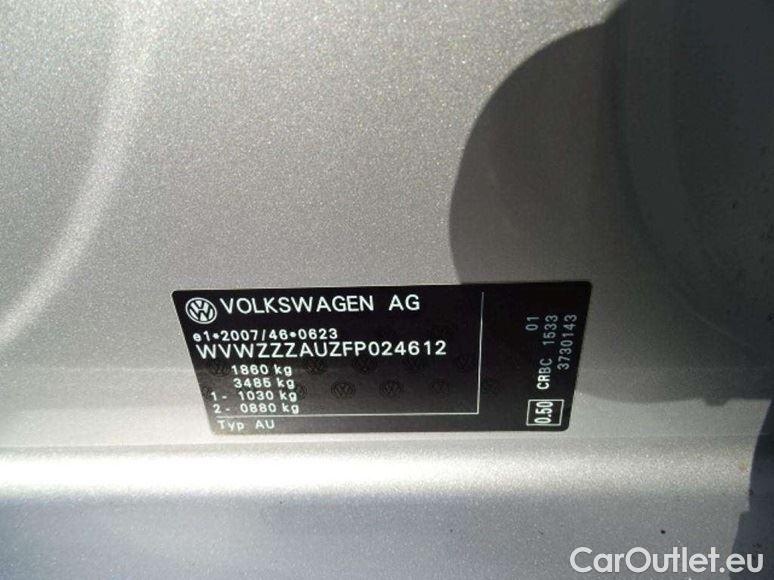 VOLKSWAGEN AG
e1*2007/46*0623
WVWZZZAUZFP024612
1860 kg
3485 kg
1- 1030 kg
2- 0880 kg
Typ AU
01
CRBC 1533
3730143
0.50
CarOutlet.eu